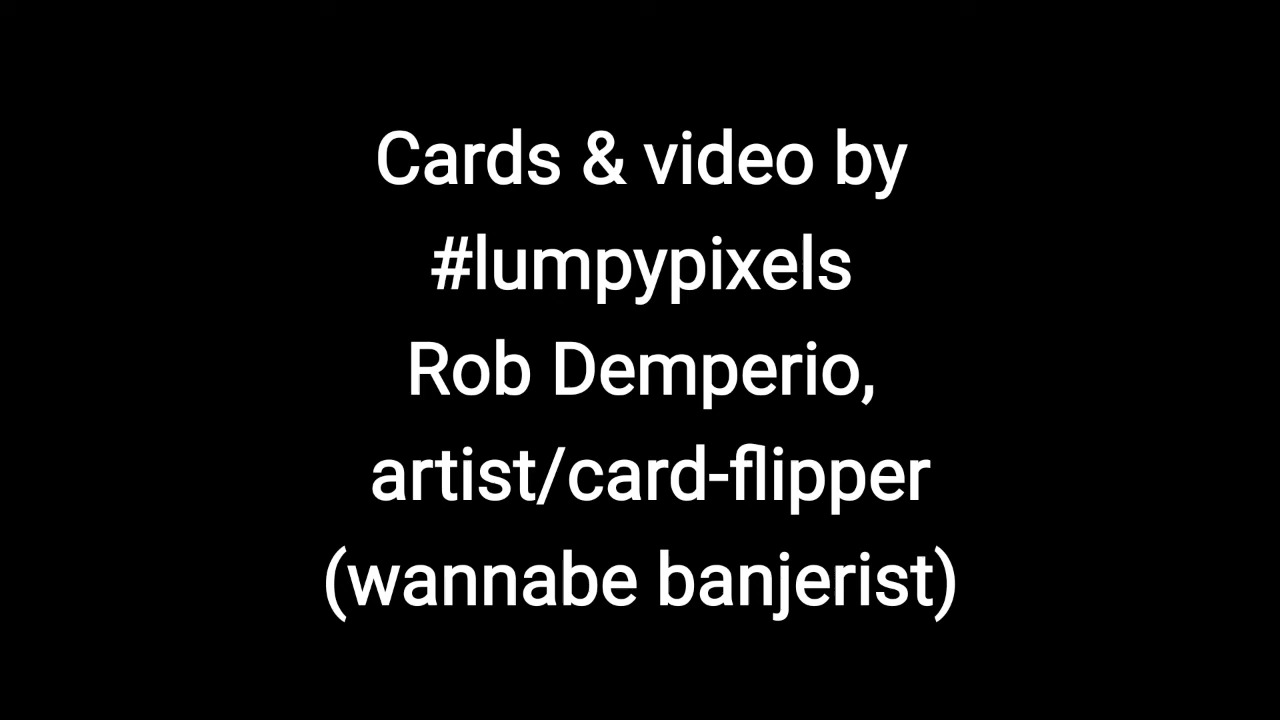 Cards & video by
#lumpypixels
Rob Demperio,
artist/card-flipper
(wannabe banjerist)